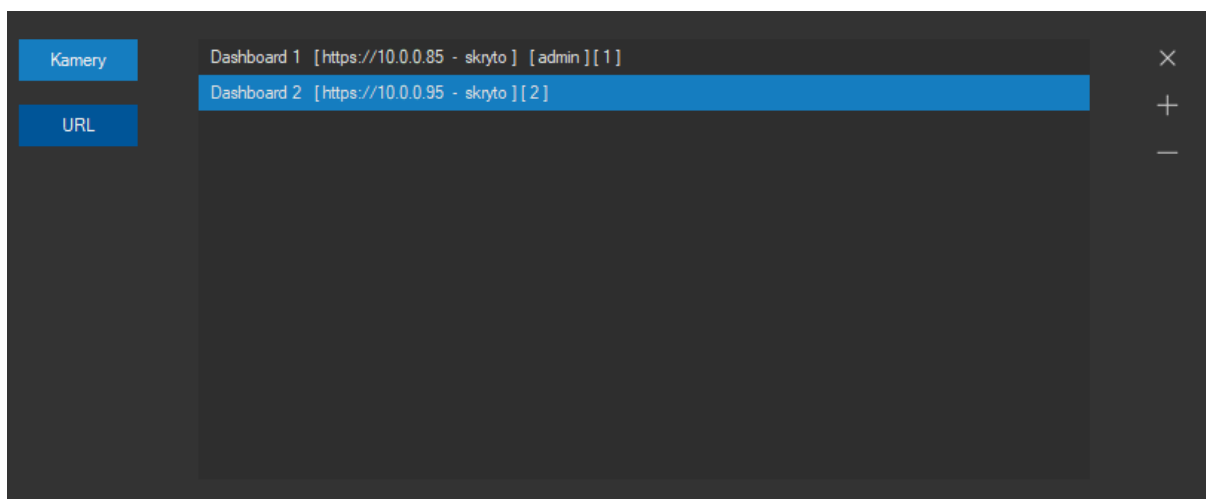 Kamery
URL
Dashboard 1 [ https://10.0.0.85 - skryto ] [ admin ] [ 1 ]
Dashboard 2 [ https://10.0.0.95 - skryto ] [ 2 ]